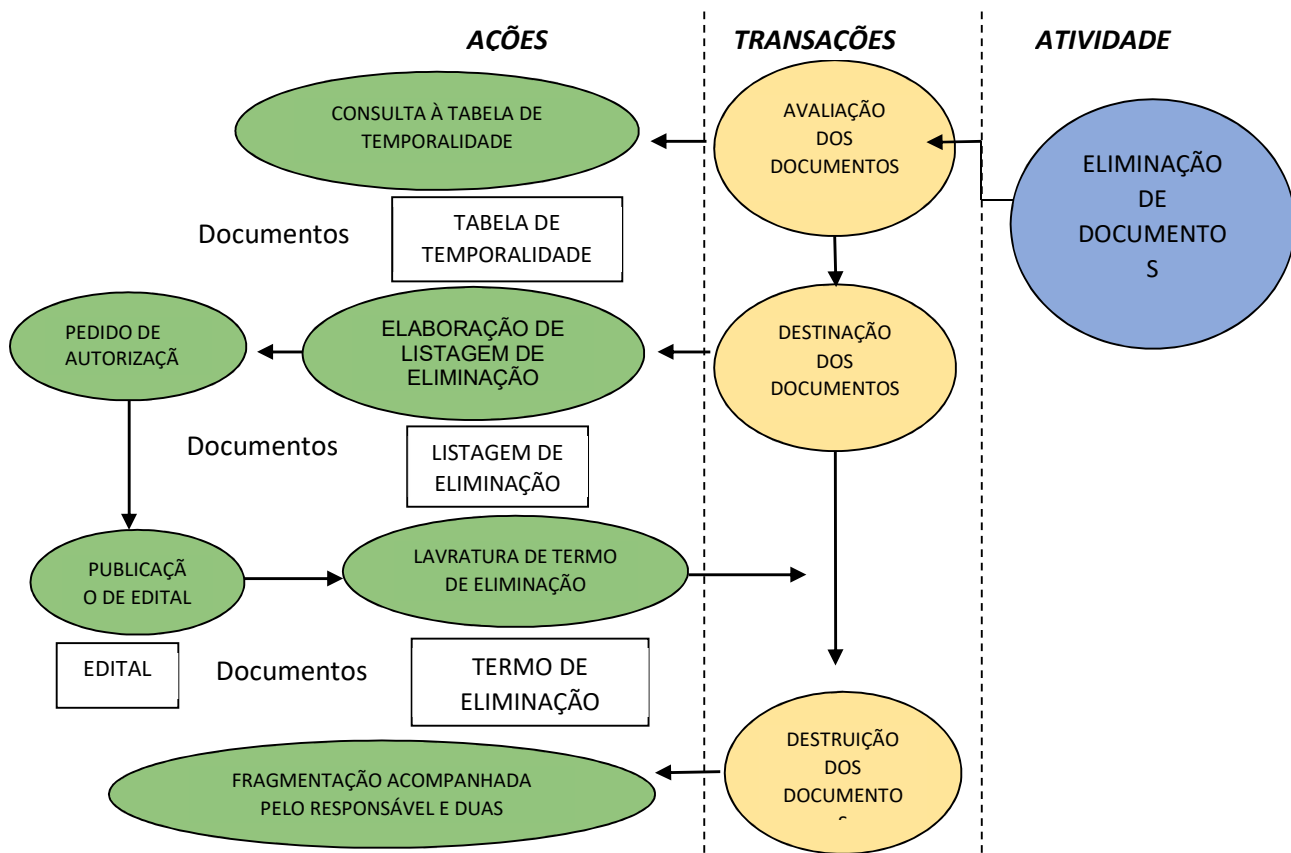 AÇÕES
TRANSAÇÕES
ATIVIDADE
CONSULTA À TABELA DE
TEMPORALIDADE
AVALIAÇÃO
DOS
DOCUMENTOS
ELIMINAÇÃO
DE
DOCUMENTO
S
Documentos
TABELA DE
TEMPORALIDADE
PEDIDO DE
AUTORIZAÇÃ
ELABORAÇÃO DE
LISTAGEM DE
ELIMINAÇÃO
DESTINAÇÃO
DOS
DOCUMENTOS
Documentos
LISTAGEM DE
ELIMINAÇÃO
PUBLICAÇÃ
O DE EDITAL
LAVRATURA DE TERMO
DE ELIMINAÇÃO
EDITAL
Documentos
TERMO DE
ELIMINAÇÃO
FRAGMENTAÇÃO ACOMPANHADA
PELO RESPONSÁVEL E DUAS
DESTRUIÇÃO
DOS
DOCUMENTO